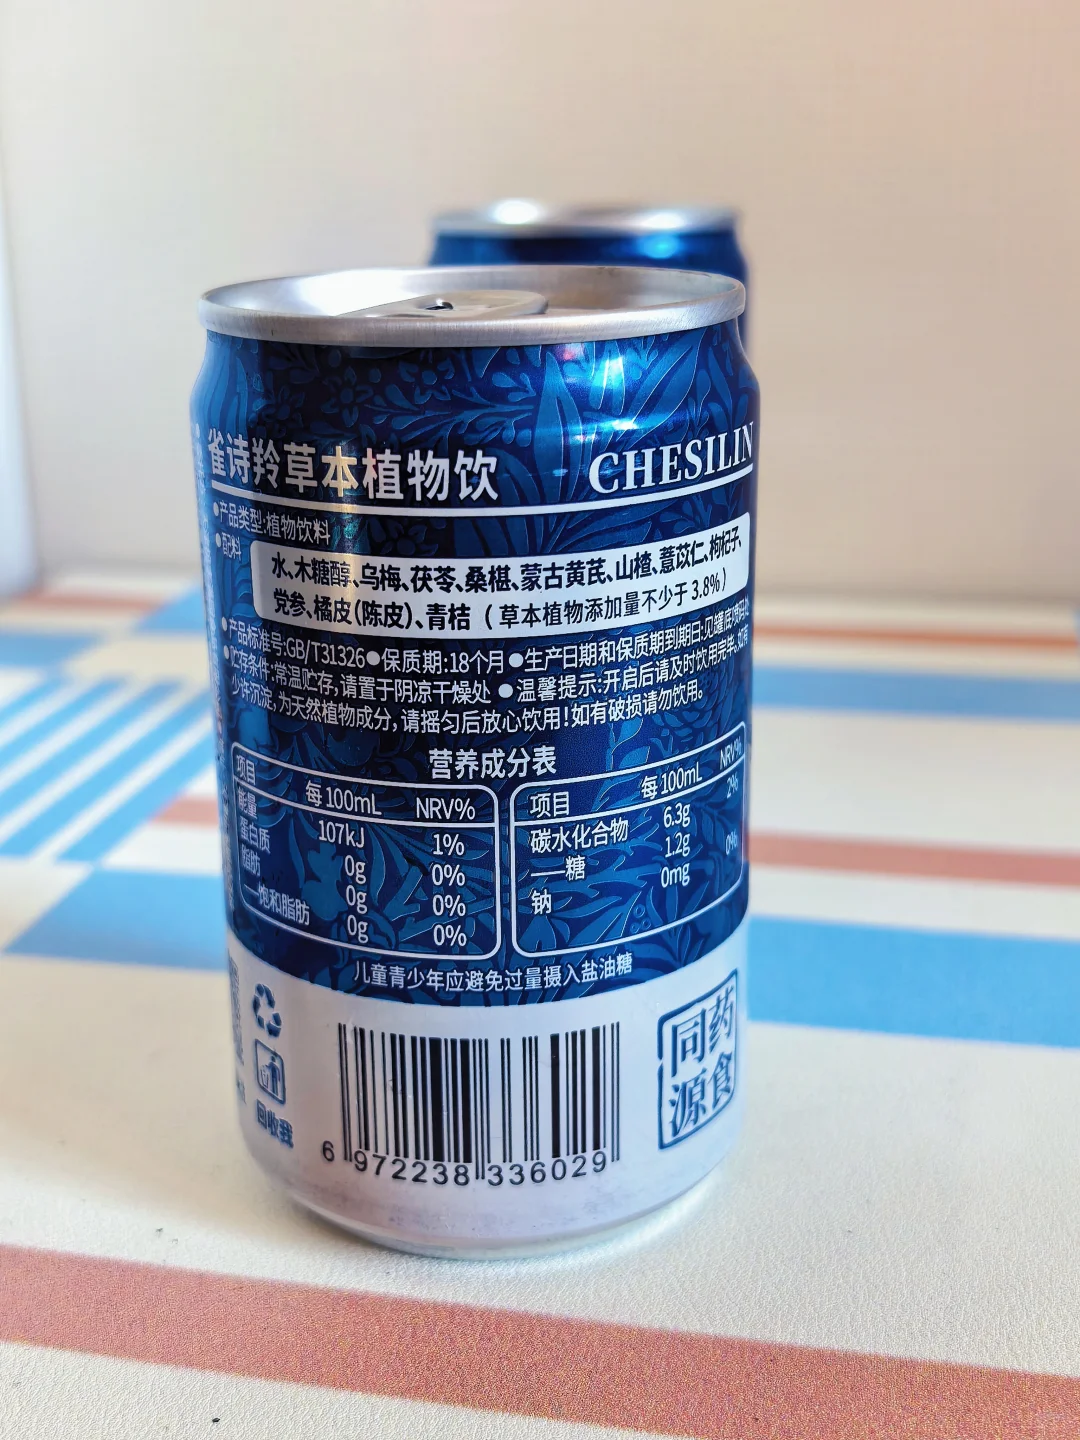 雀诗羚草本植物饮
CHESILIN
●产品类型:植物饮料
●配料
水、木糖醇、乌梅、茯苓、桑椹、蒙古黄芪、山楂、薏苡仁、枸杞子、
党参、橘皮(陈皮)、青桔(草本植物添加量不少于3.8%)
●产品标准号:GB/T31326●保质期:18个月●生产日期和保质期到期日:见罐底
●贮存条件:常温贮存,请置于阴凉干燥处 ●温馨提示:开启后请及时饮用完毕,如有
少许沉淀,为天然植物成分,请摇匀后放心饮用!如有破损请勿饮用。
营养成分表
项目 每100mL NRV%
能量 107kJ 1%
蛋白质 0g 0%
脂肪 0g 0%
—饱和脂肪 0g 0%
项目 每100mL NRV%
碳水化合物 6.3g 2%
—糖 1.2g
钠 0mg 0%
儿童青少年应避免过量摄入盐油糖
回收我
6 972238 336029
药食同源